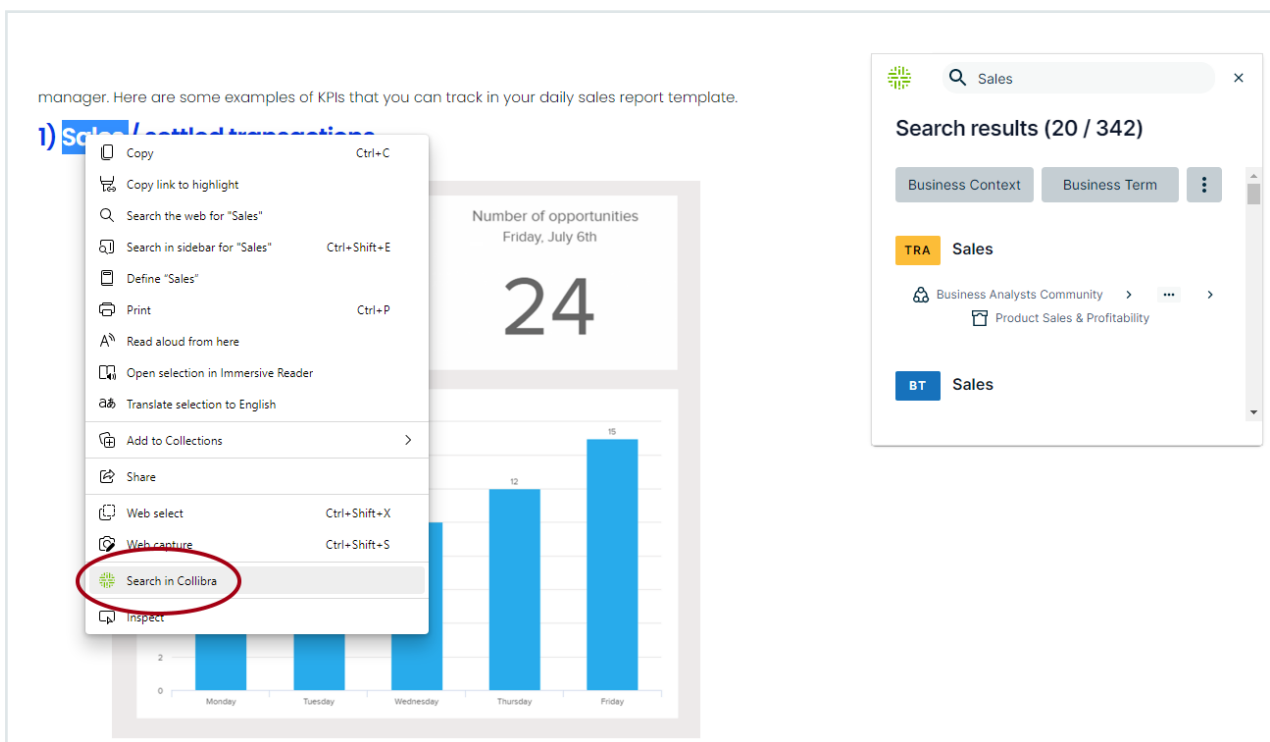 manager. Here are some examples of KPIs that you can track in your daily sales report template.
1) Sales / settled transactions
Copy Ctrl+C
Copy link to highlight
Search the web for "Sales"
Search in sidebar for "Sales" Ctrl+Shift+E
Define "Sales"
Print Ctrl+P
Read aloud from here
Open selection in Immersive Reader
Translate selection to English
Add to Collections
Share
Web select Ctrl+Shift+X
Web capture Ctrl+Shift+S
Search in Collibra
Inspect
Number of opportunities
Friday, July 6th
24
15
12
2
0
Monday Tuesday Wednesday Thursday Friday
Sales
Search results (20 / 342)
Business Context Business Term
TRA Sales
Business Analysts Community > ... >
Product Sales & Profitability
BT Sales